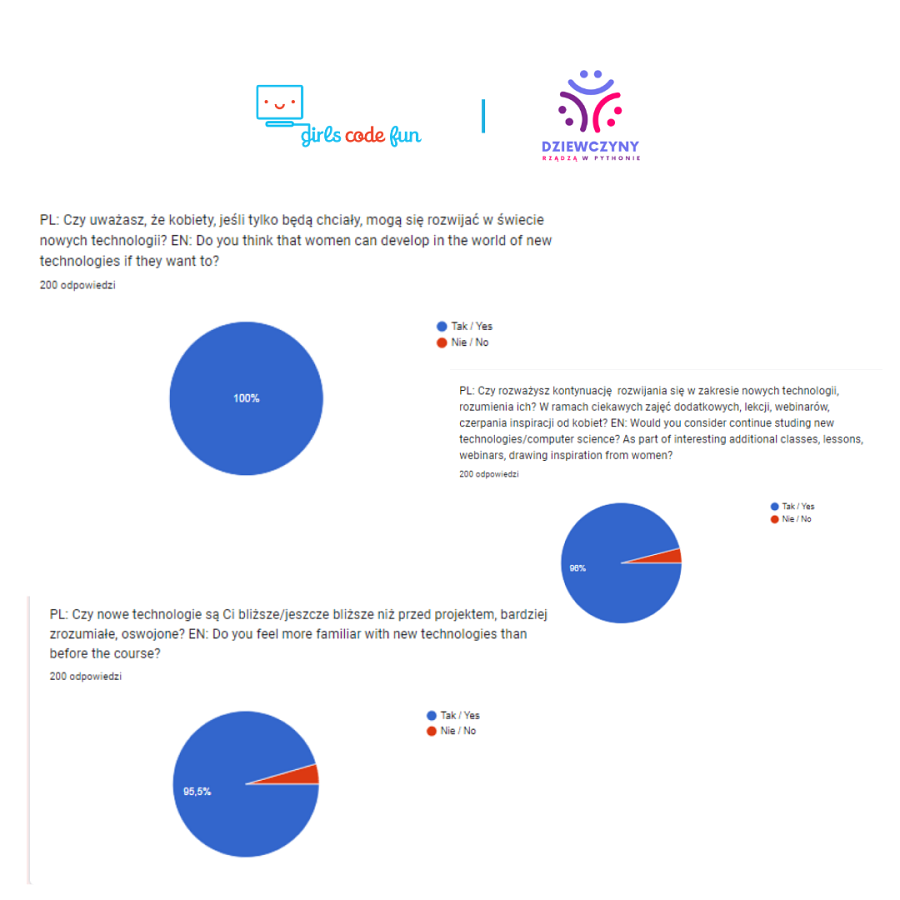 girls code fun
DZIEWCZYNY
RZĄDZĄ W PYTHONIE
PL: Czy uważasz, że kobiety, jeśli tylko będą chciały, mogą się rozwijać w świecie
nowych technologii? EN: Do you think that women can develop in the world of new
technologies if they want to?
200 odpowiedzi
Tak / Yes
Nie / No
100%
PL: Czy rozważysz kontynuację  rozwijania się w zakresie nowych technologii,
rozumienia ich? W ramach ciekawych zajęć dodatkowych, lekcji, webinarów,
czerpania inspiracji od kobiet? EN: Would you consider continue studing new
technologies/computer science? As part of interesting additional classes, lessons,
webinars, drawing inspiration from women?
200 odpowiedzi
Tak / Yes
Nie / No
96%
PL: Czy nowe technologie są Ci bliższe/jeszcze bliższe niż przed projektem, bardziej
zrozumiałe, oswojone? EN: Do you feel more familiar with new technologies than
before the course?
200 odpowiedzi
Tak / Yes
Nie / No
95,5%